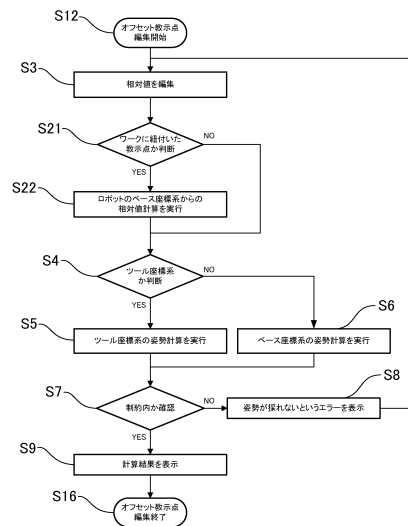 S12
オフセット教示点
編集開始
S3
相対値を編集
S21
ワークに紐付いた
教示点か判断
NO
YES
S22
ロボットのベース座標系からの
相対値計算を実行
S4
ツール座標系
か判断
NO
YES
S5
ツール座標系の姿勢計算を実行
S6
ベース座標系の姿勢計算を実行
S7
制約内か確認
NO
YES
S8
姿勢が採れないというエラーを表示
S9
計算結果を表示
S16
オフセット教示点
編集終了